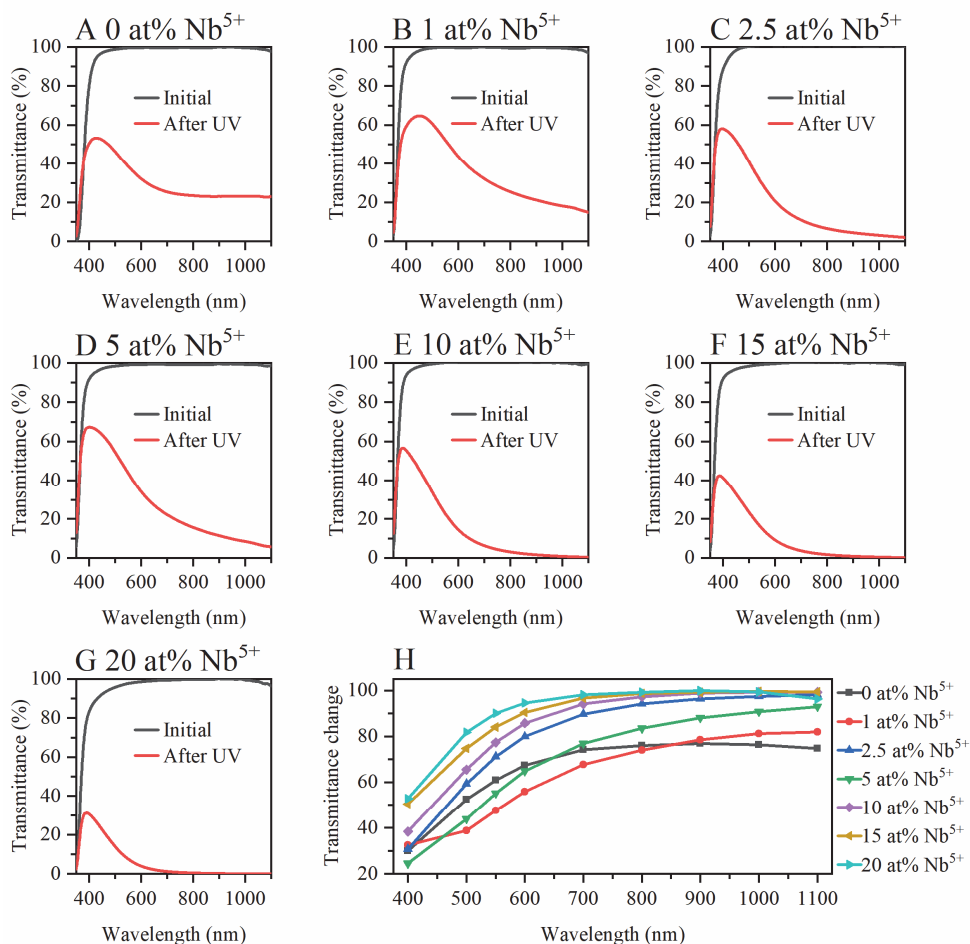 A 0 at% Nb⁵⁺
100
80
60
40
20
0
Transmittance (%)
Initial
After UV
400 600 800 1000
Wavelength (nm)
B 1 at% Nb⁵⁺
100
80
60
40
20
0
Transmittance (%)
Initial
After UV
400 600 800 1000
Wavelength (nm)
C 2.5 at% Nb⁵⁺
100
80
60
40
20
0
Transmittance (%)
Initial
After UV
400 600 800 1000
Wavelength (nm)
D 5 at% Nb⁵⁺
100
80
60
40
20
0
Transmittance (%)
Initial
After UV
400 600 800 1000
Wavelength (nm)
E 10 at% Nb⁵⁺
100
80
60
40
20
0
Transmittance (%)
Initial
After UV
400 600 800 1000
Wavelength (nm)
F 15 at% Nb⁵⁺
100
80
60
40
20
0
Transmittance (%)
Initial
After UV
400 600 800 1000
Wavelength (nm)
G 20 at% Nb⁵⁺
100
80
60
40
20
0
Transmittance (%)
Initial
After UV
400 600 800 1000
Wavelength (nm)
H
100
80
60
40
20
Transmittance change
400 500 600 700 800 900 1000 1100
Wavelength (nm)
0 at% Nb⁵⁺
1 at% Nb⁵⁺
2.5 at% Nb⁵⁺
5 at% Nb⁵⁺
10 at% Nb⁵⁺
15 at% Nb⁵⁺
20 at% Nb⁵⁺